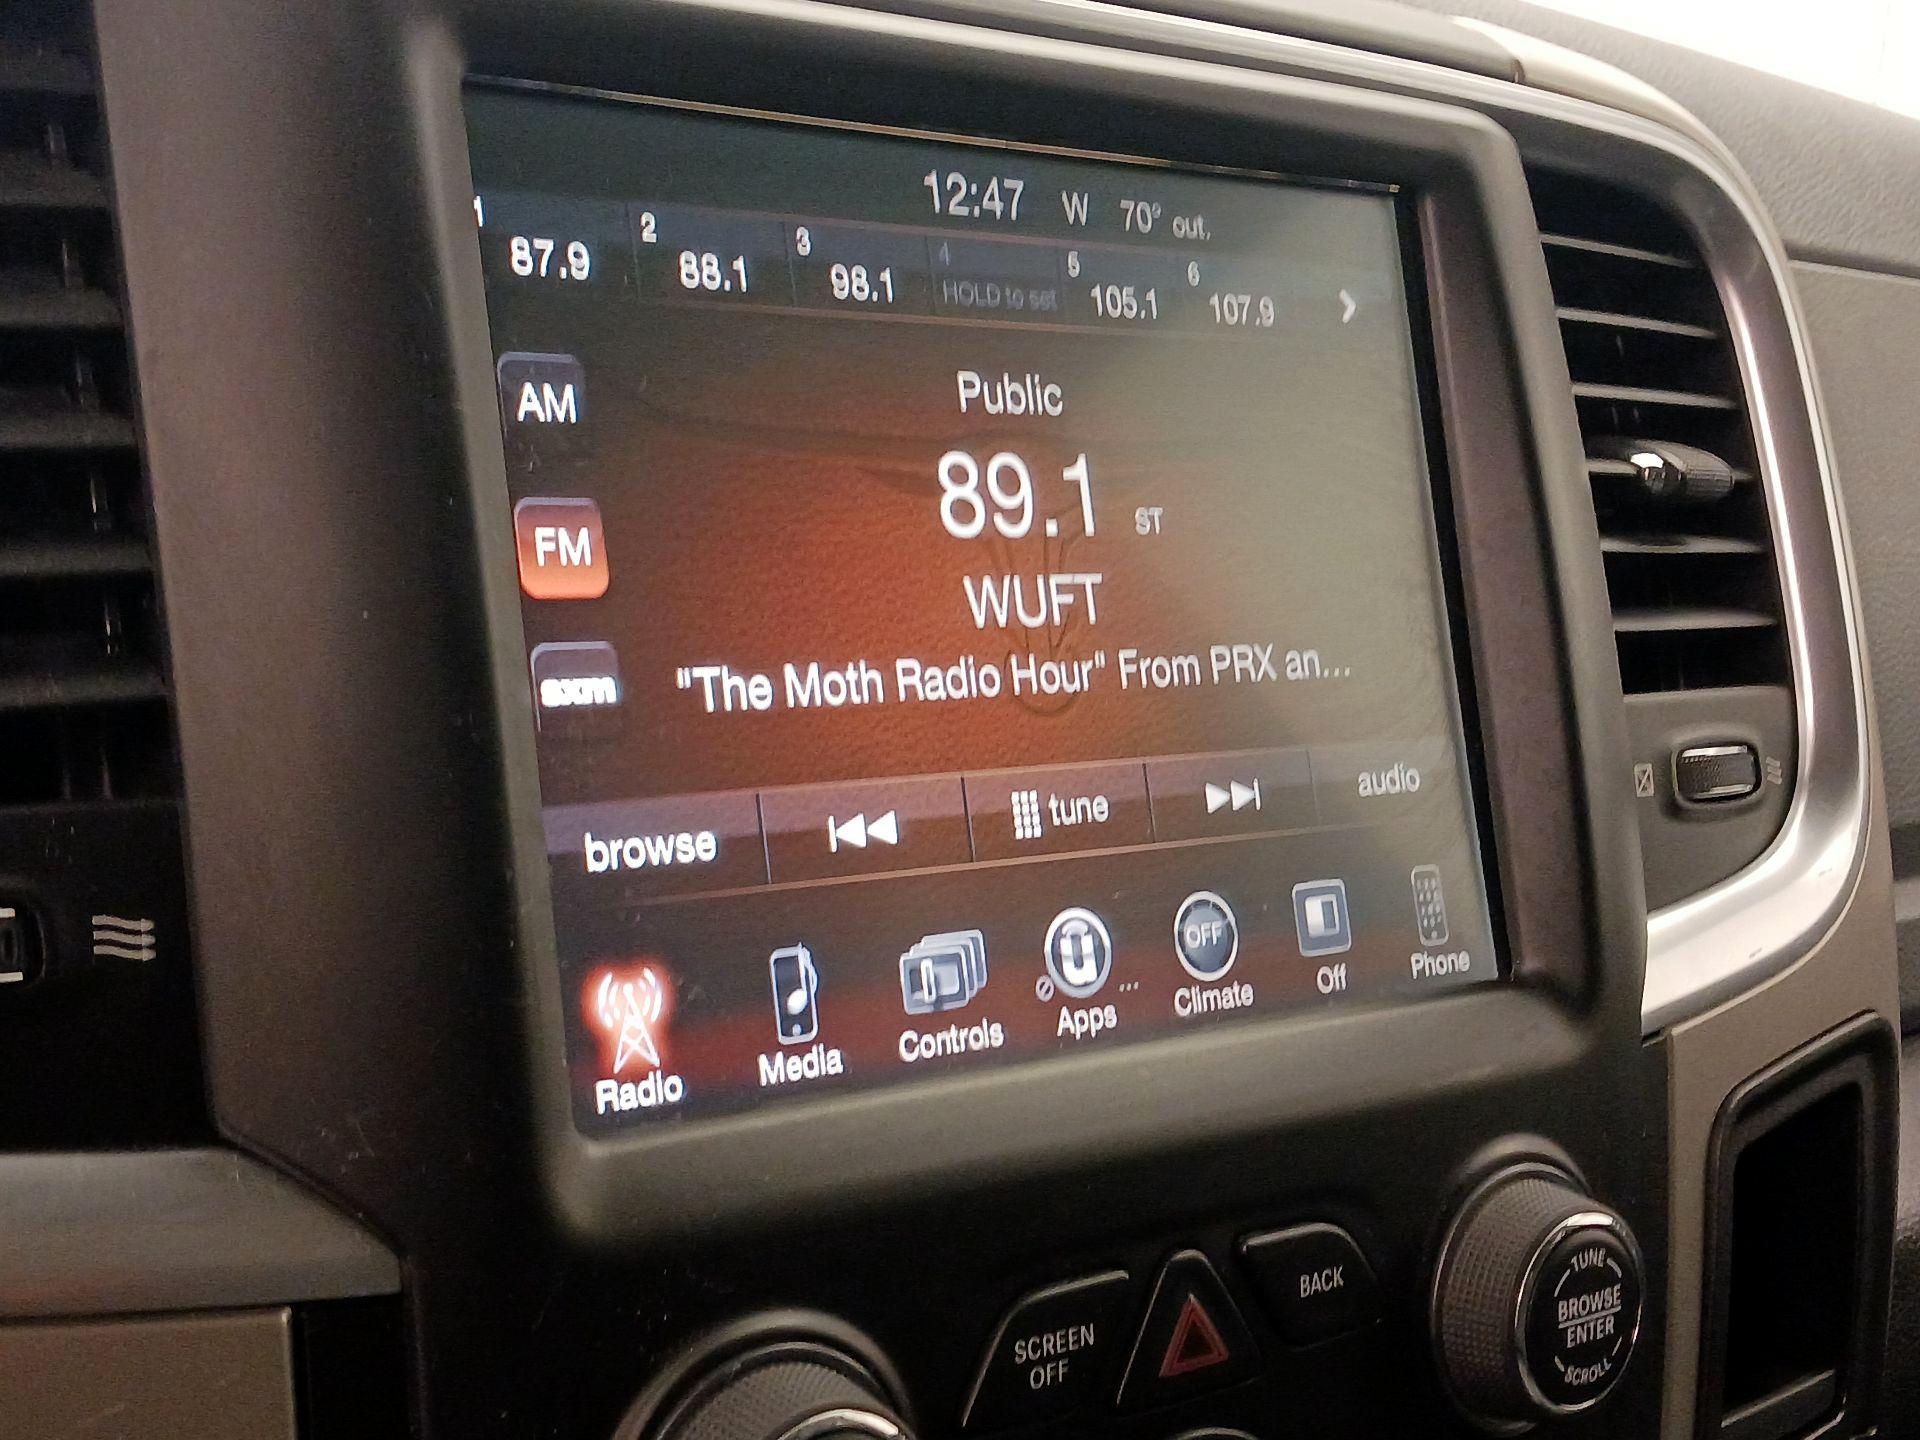 12:47 W 70° out.
1 2 3 4 5 6
87.9 88.1 98.1 HOLD to set 105.1 107.9
AM
Public
89.1 ST
FM
WUFT
sxm
"The Moth Radio Hour" From PRX an...
browse tune audio
Radio Media Controls Apps ... Climate Off Phone
OFF
SCREEN
OFF
BACK
TUNE
BROWSE
ENTER
SCROLL